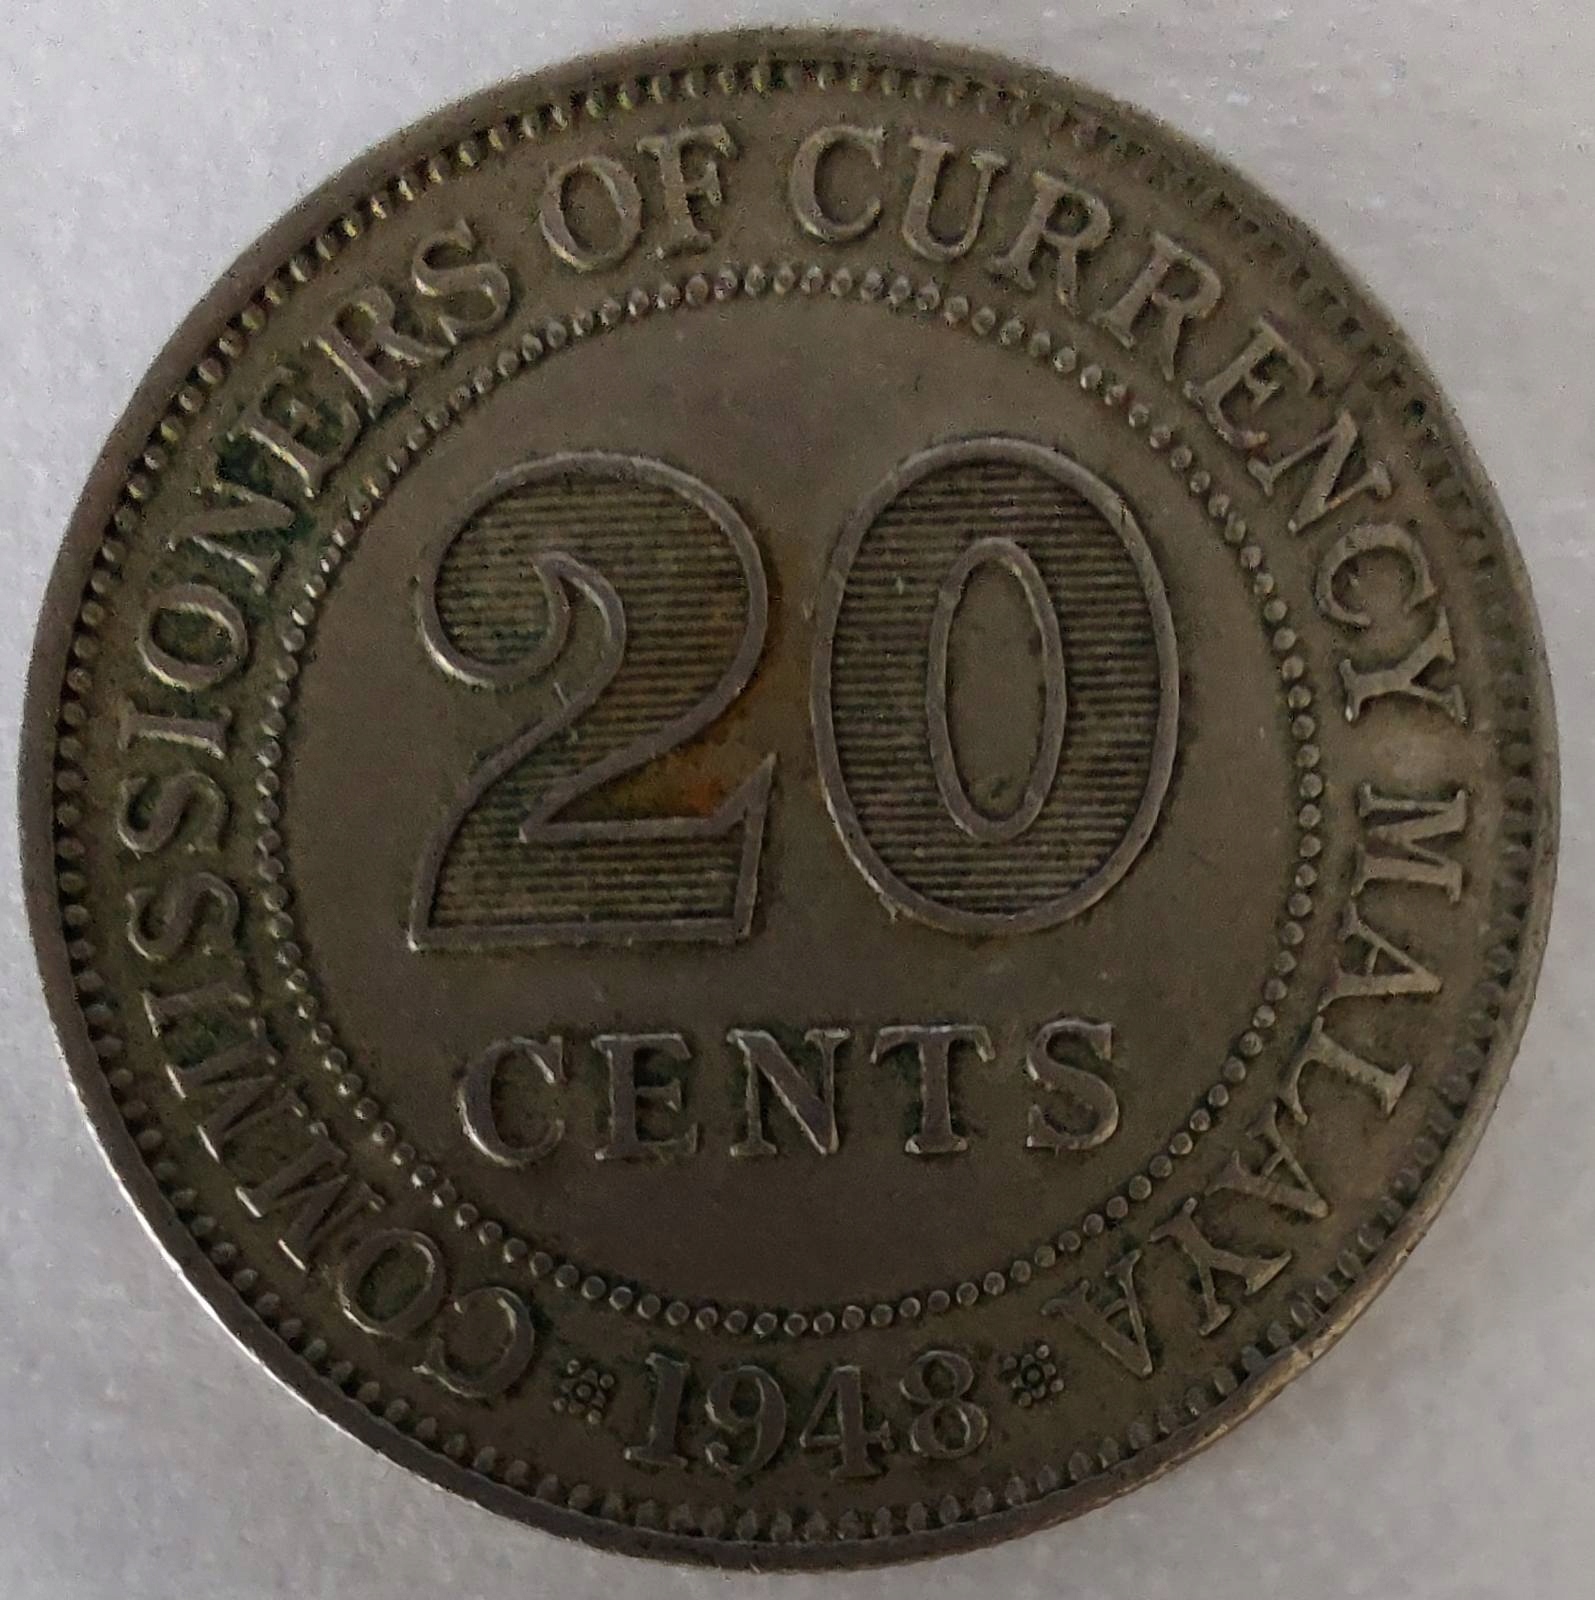 COMMISSIONERS OF CURRENCY MALAYA
20
CENTS
1948